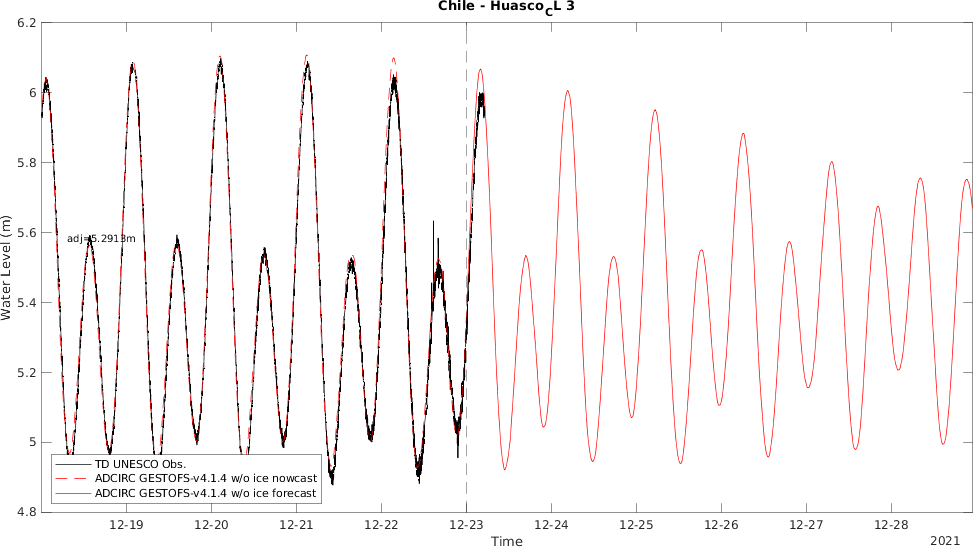 Chile - HuascoCL 3
6.2
6
5.8
5.6
5.4
5.2
5
4.8
Water Level (m)
adj=5.2913m
TD UNESCO Obs.
ADCIRC GESTOFS-v4.1.4 w/o ice nowcast
ADCIRC GESTOFS-v4.1.4 w/o ice forecast
12-19
12-20
12-21
12-22
12-23
12-24
12-25
12-26
12-27
12-28
Time
2021